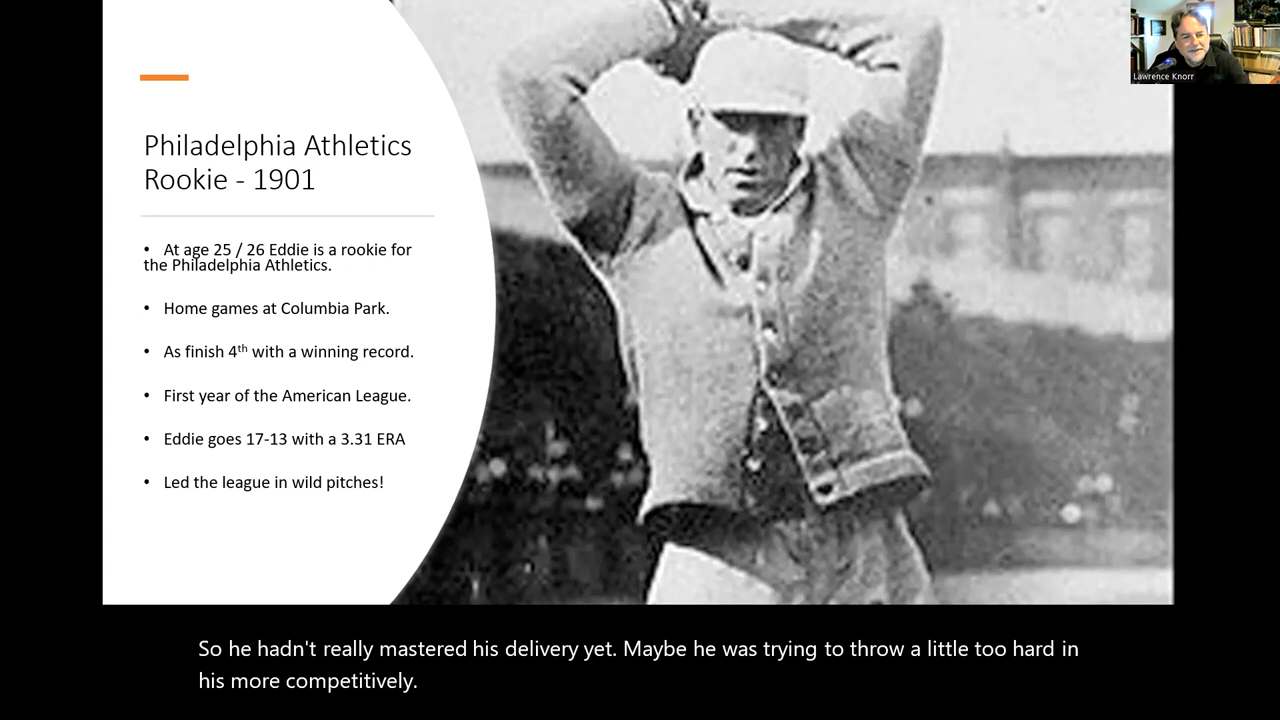 Lawrence Knorr
Philadelphia Athletics
Rookie - 1901
• At age 25 / 26 Eddie is a rookie for
the Philadelphia Athletics.
• Home games at Columbia Park.
• As finish 4th with a winning record.
• First year of the American League.
• Eddie goes 17-13 with a 3.31 ERA
• Led the league in wild pitches!
So he hadn't really mastered his delivery yet. Maybe he was trying to throw a little too hard in
his more competitively.